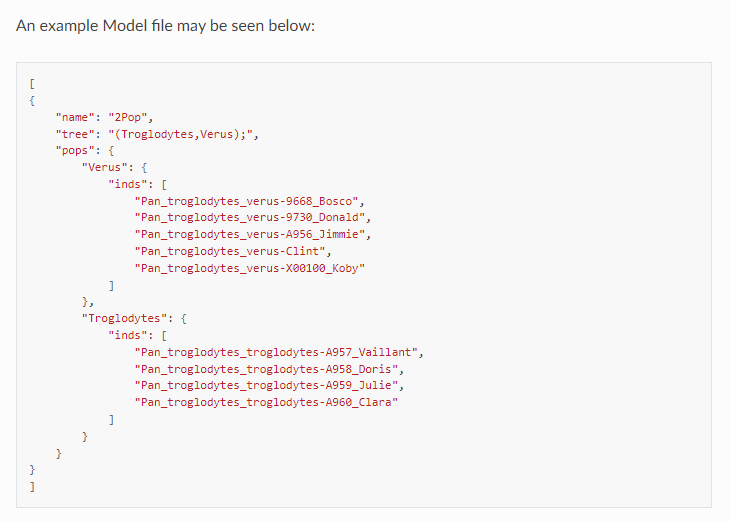 An example Model file may be seen below:
[
{
    "name": "2Pop",
    "tree": "(Troglodytes,Verus);",
    "pops": {
        "Verus": {
            "inds": [
                "Pan_troglodytes_verus-9668_Bosco",
                "Pan_troglodytes_verus-9730_Donald",
                "Pan_troglodytes_verus-A956_Jimmie",
                "Pan_troglodytes_verus-Clint",
                "Pan_troglodytes_verus-X00100_Koby"
            ]
        },
        "Troglodytes": {
            "inds": [
                "Pan_troglodytes_troglodytes-A957_Vaillant",
                "Pan_troglodytes_troglodytes-A958_Doris",
                "Pan_troglodytes_troglodytes-A959_Julie",
                "Pan_troglodytes_troglodytes-A960_Clara"
            ]
        }
    }
}
]